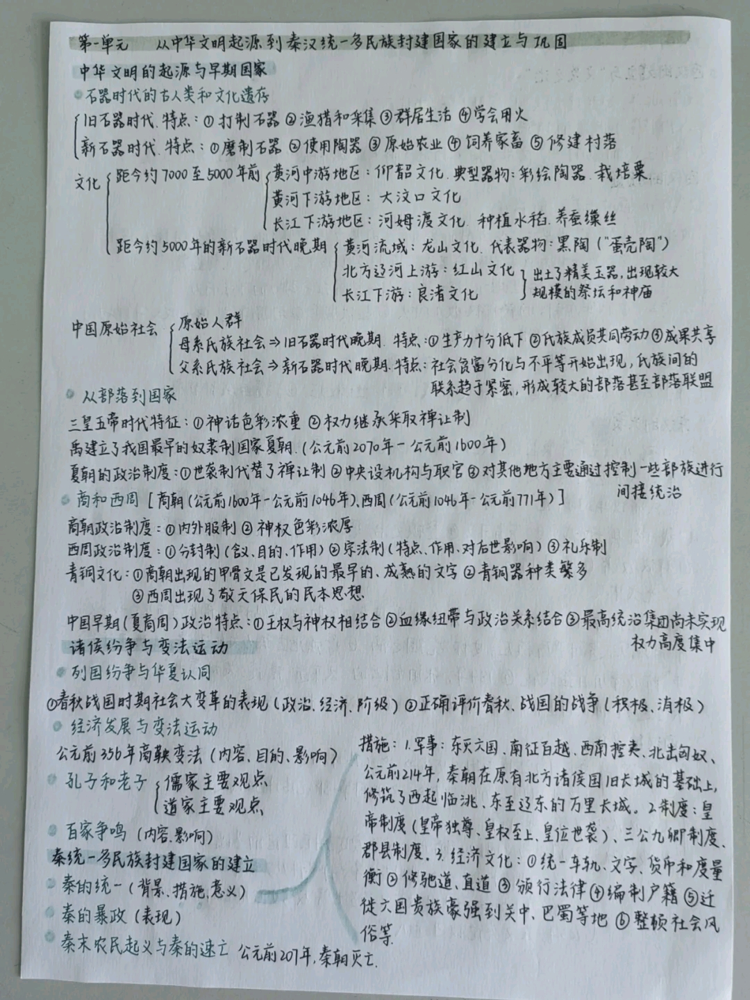 第一单元 从中华文明起源到秦汉统一多民族封建国家的建立与巩固
中华文明的起源与早期国家
石器时代的古人类和文化遗存
旧石器时代.特点:①打制石器②渔猎和采集③群居生活④学会用火
新石器时代.特点:①磨制石器②使用陶器③原始农业④饲养家畜⑤修建村落
文化
距今约7000至5000年前
黄河中游地区:仰韶文化.典型器物:彩绘陶器.栽培粟.
黄河下游地区:大汶口文化
长江下游地区:河姆渡文化.种植水稻.养蚕缫丝
距今约5000年的新石器时代晚期
黄河流域:龙山文化.代表器物:黑陶("蛋壳陶")
北方辽河上游:红山文化
长江下游:良渚文化
出土了精美玉器,出现较大
规模的祭坛和神庙
中国原始社会
原始人群
母系氏族社会⇒旧石器时代晚期.特点:①生产力十分低下②氏族成员共同劳动③成果共享
父系氏族社会⇒新石器时代晚期.特点:社会贫富分化与不平等开始出现,氏族间的
联系趋于紧密,形成较大的部落甚至部落联盟
从部落到国家
三皇五帝时代特征:①神话色彩浓重②权力继承采取禅让制
禹建立了我国最早的奴隶制国家夏朝.(公元前2070年-公元前1600年)
夏朝的政治制度:①世袭制代替了禅让制②中央设机构与职官③对其他地方主要通过控制一些部族进行
间接统治
商和西周[商朝(公元前1600年-公元前1046年)、西周(公元前1046年-公元前771年)]
商朝政治制度:①内外服制②神权色彩浓厚
西周政治制度:①分封制(含义、目的、作用)②宗法制(特点、作用、对后世影响)③礼乐制
青铜文化:①商朝出现的甲骨文是已发现的最早的、成熟的文字②青铜器种类繁多
③西周出现了敬天保民的民本思想
中国早期(夏商周)政治特点:①王权与神权相结合②血缘纽带与政治关系结合③最高统治集团尚未实现
权力高度集中
诸侯纷争与变法运动
列国纷争与华夏认同
①春秋战国时期社会大变革的表现(政治、经济、阶级)②正确评价春秋、战国的战争(积极、消极)
经济发展与变法运动
公元前356年商鞅变法(内容、目的、影响)
孔子和老子
儒家主要观点
道家主要观点
百家争鸣(内容.影响)
秦统一多民族封建国家的建立
秦的统一(背景、措施、意义)
措施:1.军事:东灭六国、南征百越、西南控夷、北击匈奴、
公元前214年,秦朝在原有北方诸侯国旧长城的基础上,
修筑了西起临洮、东至辽东的万里长城。2.制度:皇
帝制度(皇帝独尊、皇权至上、皇位世袭)、三公九卿制度、
郡县制度。3.经济文化:①统一车轨、文字、货币和度量
衡②修驰道、直道③颁行法律④编制户籍⑤迁
徙六国贵族豪强到关中、巴蜀等地⑥整顿社会风
俗等.
秦的暴政(表现)
秦末农民起义与秦的速亡 公元前207年,秦朝灭亡.